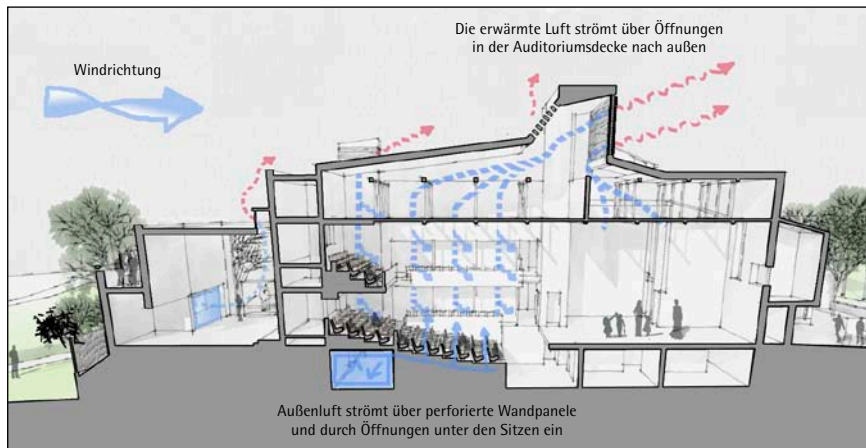 Die erwärmte Luft strömt über Öffnungen
in der Auditoriumsdecke nach außen
Windrichtung
Außenluft strömt über perforierte Wandpanele
und durch Öffnungen unter den Sitzen ein